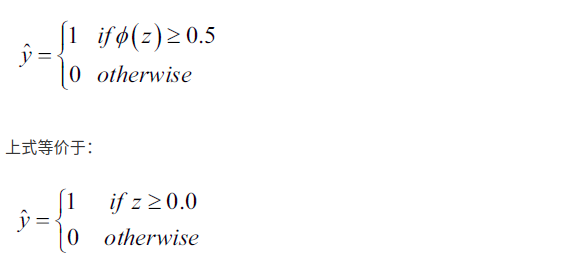 ŷ = { 1 if ϕ(z) ≥ 0.5
0 otherwise
上式等价于：
ŷ = { 1 if z ≥ 0.0
0 otherwise